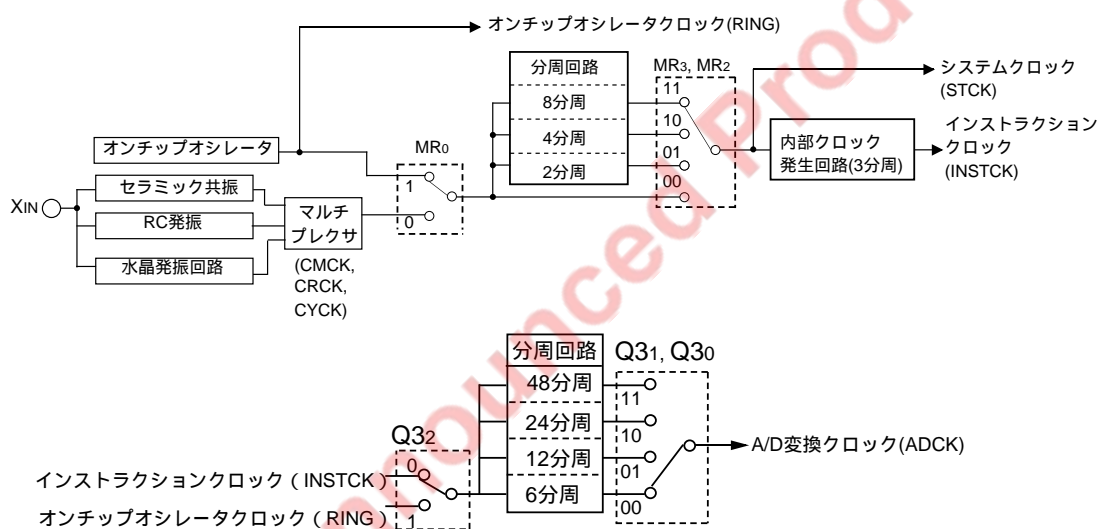 オンチップオシレータクロック(RING)
分周回路
MR3, MR2
8分周
11
システムクロック
(STCK)
4分周
10
インストラクション
クロック
(INSTCK)
オンチップオシレータ
MR0
2分周
01
内部クロック
発生回路(3分周)
1
00
セラミック共振
XIN
RC発振
マルチ
プレクサ
0
水晶発振回路
(CMCK,
CRCK,
CYCK)
分周回路
Q31, Q30
48分周
11
24分周
10
Q32
12分周
01
A/D変換クロック(ADCK)
インストラクションクロック(INSTCK)
0
6分周
00
オンチップオシレータクロック(RING)
1
nounced Prod